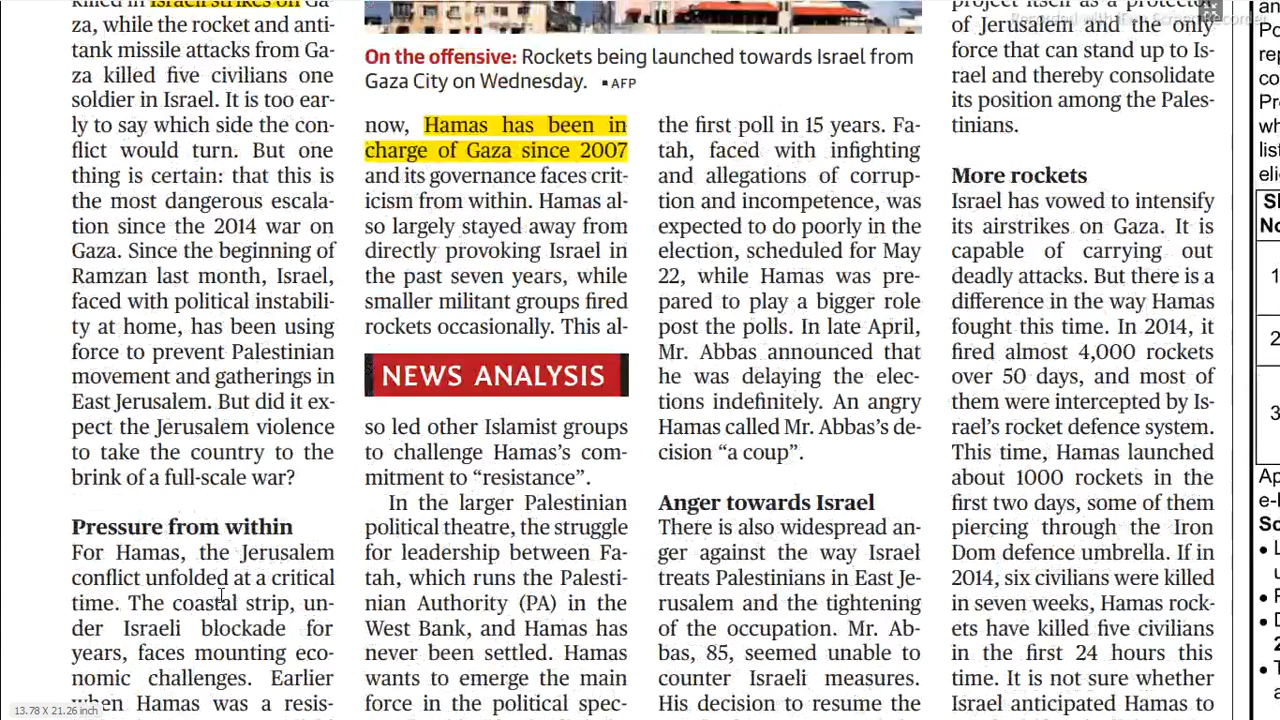 killed in Israeli strikes on Ga-
za, while the rocket and anti-
tank missile attacks from Ga-
za killed five civilians one
soldier in Israel. It is too ear-
ly to say which side the con-
flict would turn. But one
thing is certain: that this is
the most dangerous escala-
tion since the 2014 war on
Gaza. Since the beginning of
Ramzan last month, Israel,
faced with political instabili-
ty at home, has been using
force to prevent Palestinian
movement and gatherings in
East Jerusalem. But did it ex-
pect the Jerusalem violence
to take the country to the
brink of a full-scale war?
Pressure from within
For Hamas, the Jerusalem
conflict unfolded at a critical
time. The coastal strip, un-
der Israeli blockade for
years, faces mounting eco-
nomic challenges. Earlier
when Hamas was a resis-
13.78 X 21.26 inch
On the offensive: Rockets being launched towards Israel from
Gaza City on Wednesday. ▪ AFP
now, Hamas has been in
charge of Gaza since 2007
and its governance faces crit-
icism from within. Hamas al-
so largely stayed away from
directly provoking Israel in
the past seven years, while
smaller militant groups fired
rockets occasionally. This al-
NEWS ANALYSIS
so led other Islamist groups
to challenge Hamas's com-
mitment to “resistance”.
In the larger Palestinian
political theatre, the struggle
for leadership between Fa-
tah, which runs the Palesti-
nian Authority (PA) in the
West Bank, and Hamas has
never been settled. Hamas
wants to emerge the main
force in the political spec-
the first poll in 15 years. Fa-
tah, faced with infighting
and allegations of corrup-
tion and incompetence, was
expected to do poorly in the
election, scheduled for May
22, while Hamas was pre-
pared to play a bigger role
post the polls. In late April,
Mr. Abbas announced that
he was delaying the elec-
tions indefinitely. An angry
Hamas called Mr. Abbas's de-
cision “a coup”.
Anger towards Israel
There is also widespread an-
ger against the way Israel
treats Palestinians in East Je-
rusalem and the tightening
of the occupation. Mr. Ab-
bas, 85, seemed unable to
counter Israeli measures.
His decision to resume the
project itself as a protector
of Jerusalem and the only
force that can stand up to Is-
rael and thereby consolidate
its position among the Pales-
tinians.
More rockets
Israel has vowed to intensify
its airstrikes on Gaza. It is
capable of carrying out
deadly attacks. But there is a
difference in the way Hamas
fought this time. In 2014, it
fired almost 4,000 rockets
over 50 days, and most of
them were intercepted by Is-
rael's rocket defence system.
This time, Hamas launched
about 1000 rockets in the
first two days, some of them
piercing through the Iron
Dom defence umbrella. If in
2014, six civilians were killed
in seven weeks, Hamas rock-
ets have killed five civilians
in the first 24 hours this
time. It is not sure whether
Israel anticipated Hamas to